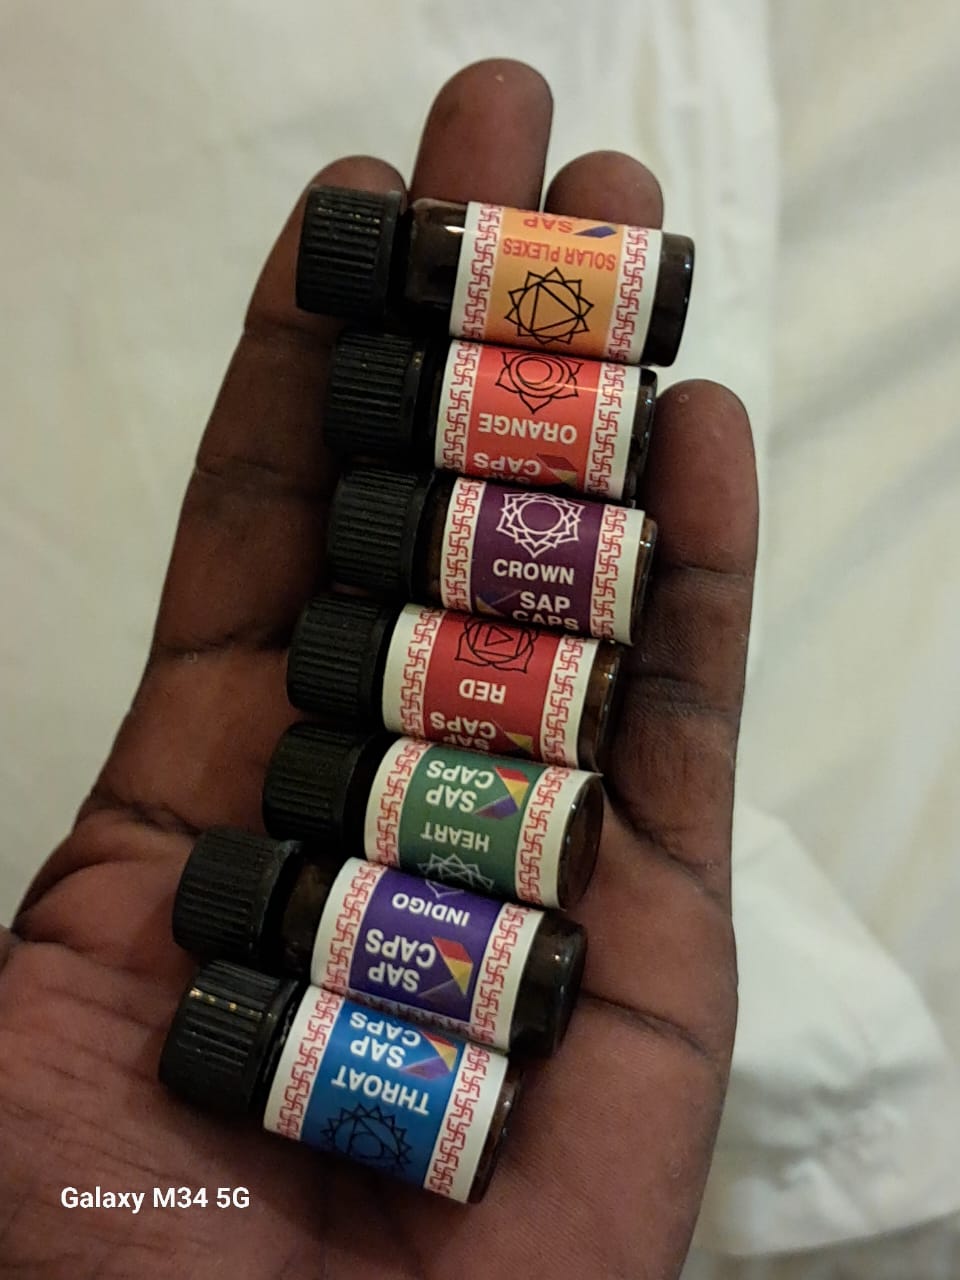 SAP
SOLAR PLEXES
ORANGE
SAP
CAPS
CROWN
SAP
CAPS
RED
SAP
CAPS
SAP
CAPS
HEART
INDIGO
SAP
CAPS
SAP
CAPS
THROAT
Galaxy M34 5G